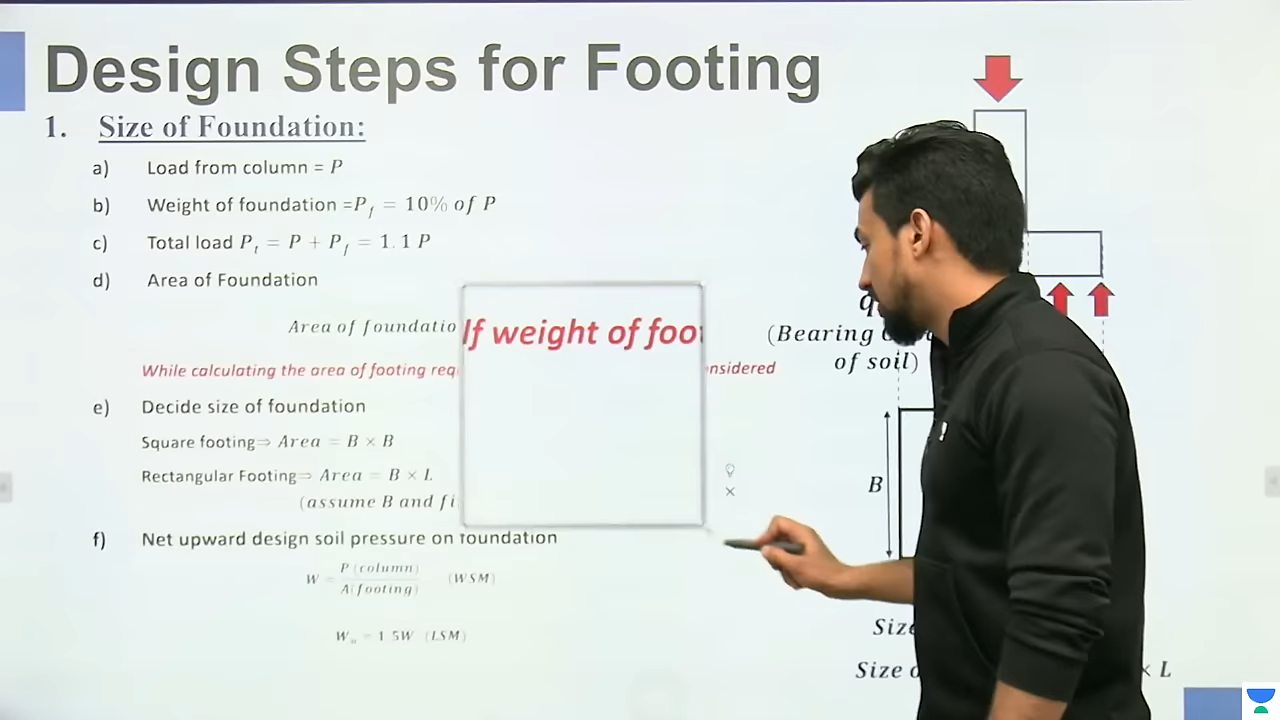 Design Steps for Footing
1. Size of Foundation:
a) Load from column = P
b) Weight of foundation =P_f = 10% of P
c) Total load P_t = P + P_f = 1.1 P
d) Area of Foundation
Area of foundatio
If weight of foo
(Bearing
of soil)
While calculating the area of footing req
nsidered
e) Decide size of foundation
Square footing⇒ Area = B × B
Rectangular Footing⇒ Area = B × L
(assume B and fi
B
f) Net upward design soil pressure on foundation
W = P (column) / A(footing) (WSM)
W_u = 1.5W (LSM)
Size
× L